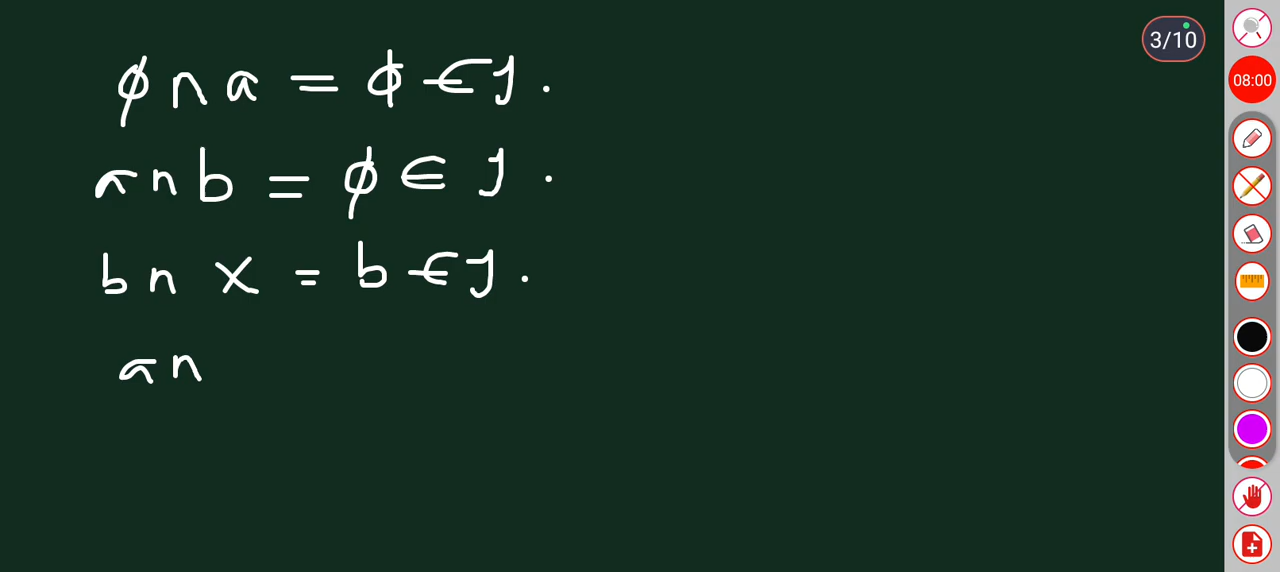 3/10
08:00
ϕ ∩ a = ϕ ∈ J.
a ∩ b = ϕ ∈ J.
b ∩ X = b ∈ J.
a ∩